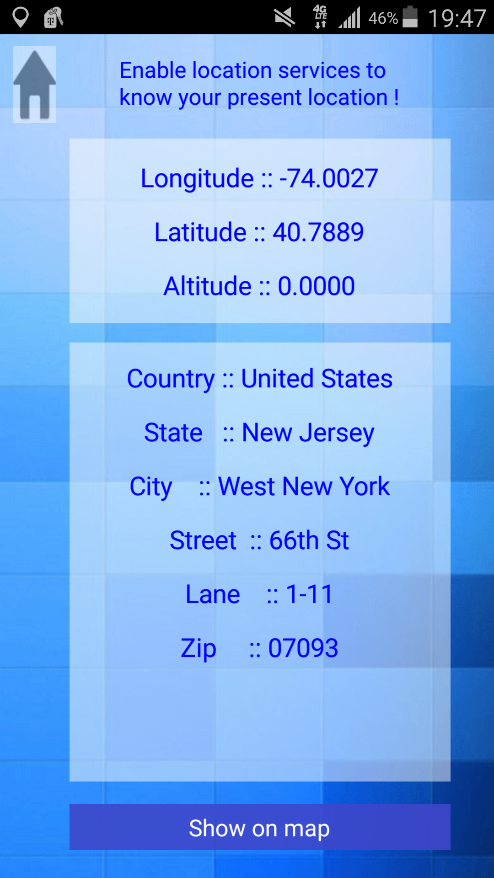 4G
LTE
46%
19:47
Enable location services to
know your present location !
Longitude :: -74.0027
Latitude :: 40.7889
Altitude :: 0.0000
Country :: United States
State :: New Jersey
City :: West New York
Street :: 66th St
Lane :: 1-11
Zip :: 07093
Show on map